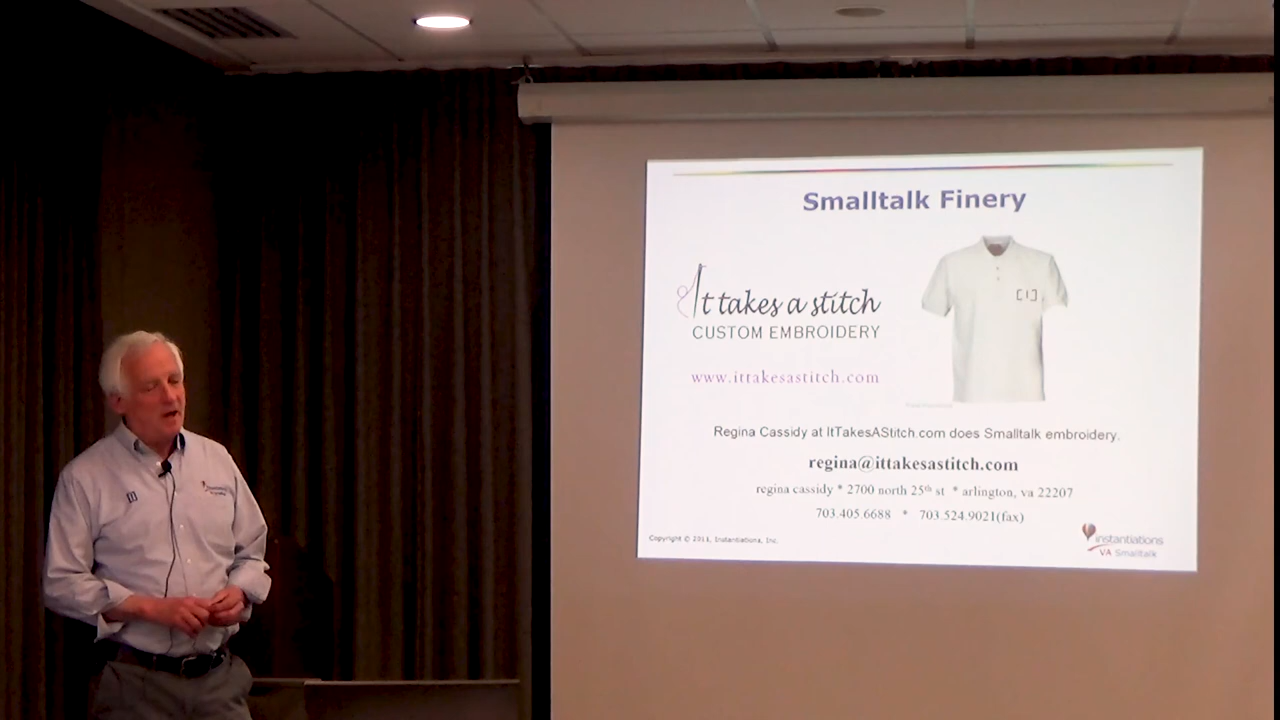 Smalltalk Finery
It takes a stitch
CUSTOM EMBROIDERY
[|]
www.ittakesastitch.com
Regina Cassidy at ItTakesAStitch.com does Smalltalk embroidery.
regina@ittakesastitch.com
regina cassidy * 2700 north 25th st * arlington, va 22207
703.405.6688 * 703.524.9021(fax)
Copyright © 2011, Instantiations, Inc.
instantiations
VA Smalltalk